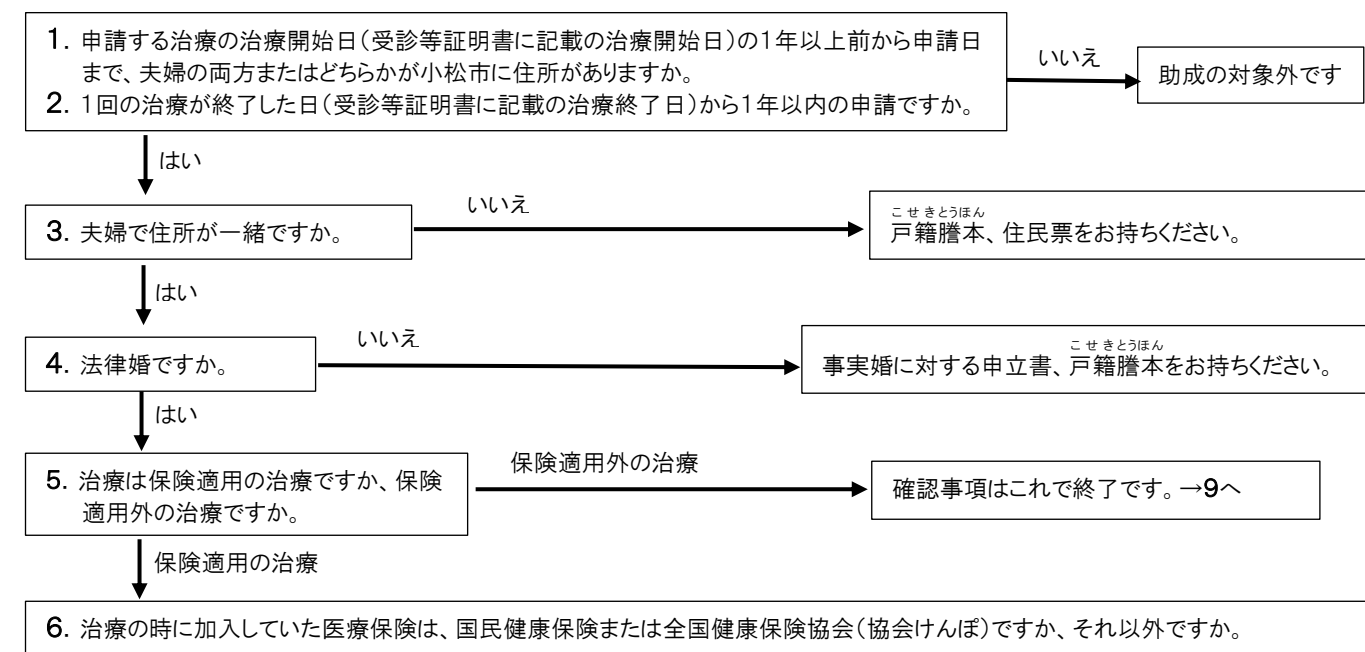 1. 申請する治療の治療開始日(受診等証明書に記載の治療開始日)の1年以上前から申請日
まで、夫婦の両方またはどちらかが小松市に住所がありますか。
2. 1回の治療が終了した日(受診等証明書に記載の治療終了日)から1年以内の申請ですか。
いいえ
助成の対象外です
はい
3. 夫婦で住所が一緒ですか。
いいえ
こせきとうほん
戸籍謄本、住民票をお持ちください。
はい
4. 法律婚ですか。
いいえ
こせきとうほん
事実婚に対する申立書、戸籍謄本をお持ちください。
はい
5. 治療は保険適用の治療ですか、保険
適用外の治療ですか。
保険適用外の治療
確認事項はこれで終了です。→9へ
保険適用の治療
6. 治療の時に加入していた医療保険は、国民健康保険または全国健康保険協会(協会けんぽ)ですか、それ以外ですか。